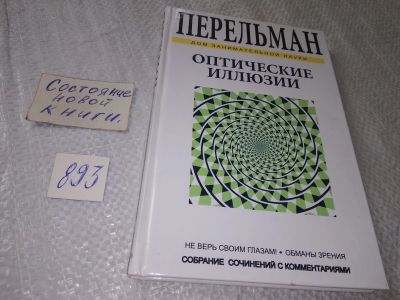 Состояние
новой
книги.
893
ПЕРЕЛЬМАН
ДОМ ЗАНИМАТЕЛЬНОЙ НАУКИ
ОПТИЧЕСКИЕ
ИЛЛЮЗИИ
НЕ ВЕРЬ СВОИМ ГЛАЗАМ! • ОБМАНЫ ЗРЕНИЯ
СОБРАНИЕ СОЧИНЕНИЙ С КОММЕНТАРИЯМИ